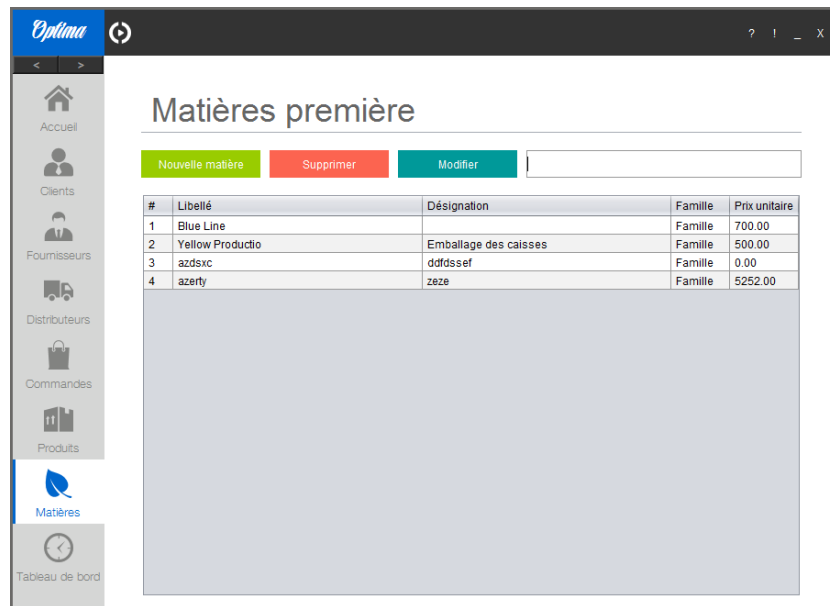 Optima
? ! _ X
< >
Accueil
Clients
Fournisseurs
Distributeurs
Commandes
Produits
Matières
Tableau de bord
Matières première
Nouvelle matière Supprimer Modifier
# Libellé Désignation Famille Prix unitaire
1 Blue Line Famille 700.00
2 Yellow Productio Emballage des caisses Famille 500.00
3 azdsxc ddfdssef Famille 0.00
4 azerty zeze Famille 5252.00